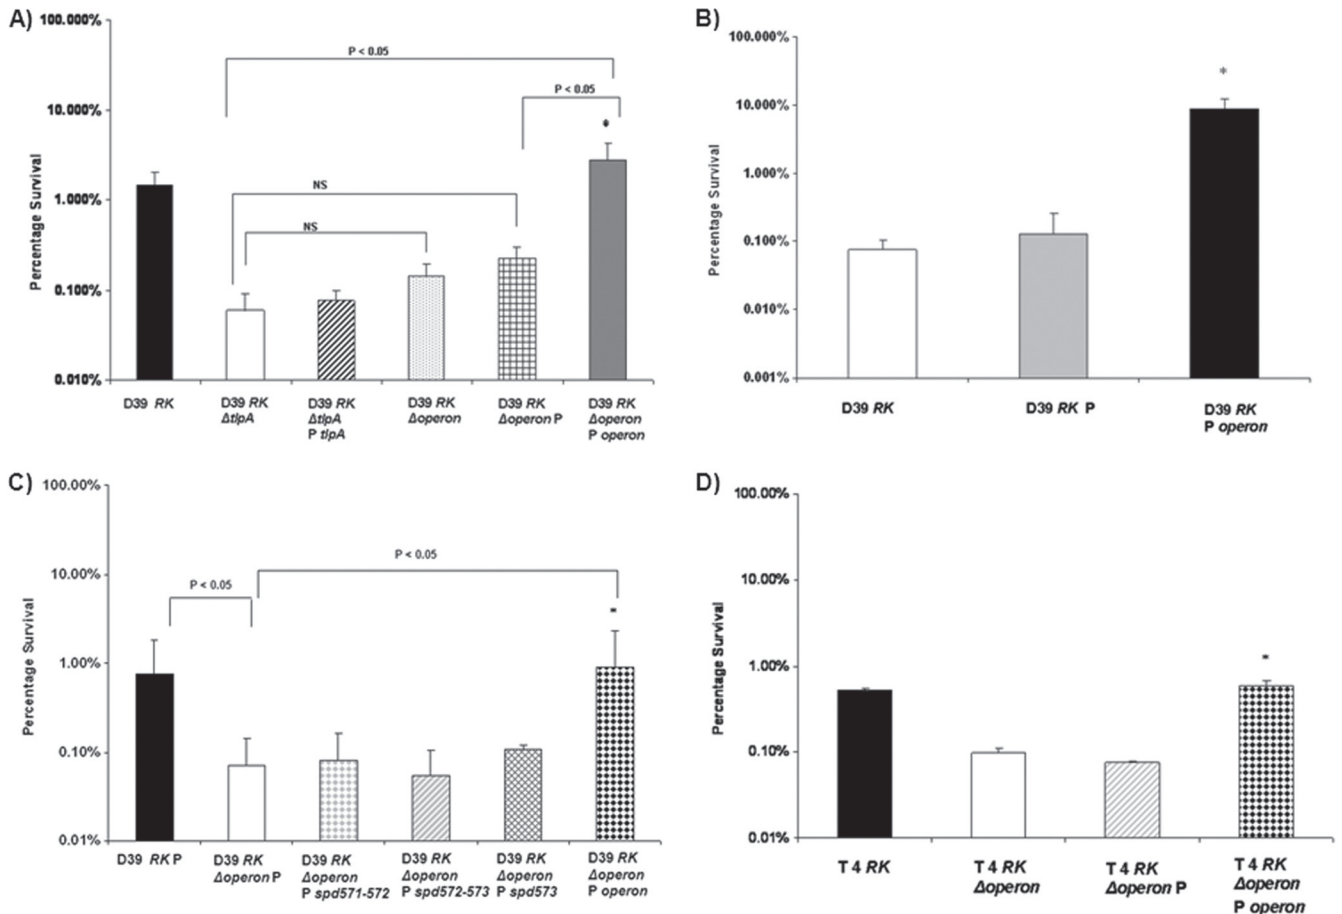 A)
100.000%
10.000%
1.000%
0.100%
0.010%
Percentage Survival
P < 0.05
P < 0.05
*
NS
NS
D39 RK
D39 RK
ΔtlpA
D39 RK
ΔtlpA
P tlpA
D39 RK
Δoperon
D39 RK
Δoperon P
D39 RK
Δoperon
P operon
B)
100.000%
10.000%
1.000%
0.100%
0.010%
0.001%
Percentage Survival
*
D39 RK
D39 RK P
D39 RK
P operon
C)
100.00%
10.00%
1.00%
0.10%
0.01%
Percentage Survival
P < 0.05
P < 0.05
*
D39 RK P
D39 RK
Δoperon P
D39 RK
Δoperon
P spd571-572
D39 RK
Δoperon
P spd572-573
D39 RK
Δoperon
P spd573
D39 RK
Δoperon
P operon
D)
100.00%
10.00%
1.00%
0.10%
0.01%
Percentage Survival
*
T 4 RK
T 4 RK
Δoperon
T 4 RK
Δoperon P
T 4 RK
Δoperon
P operon